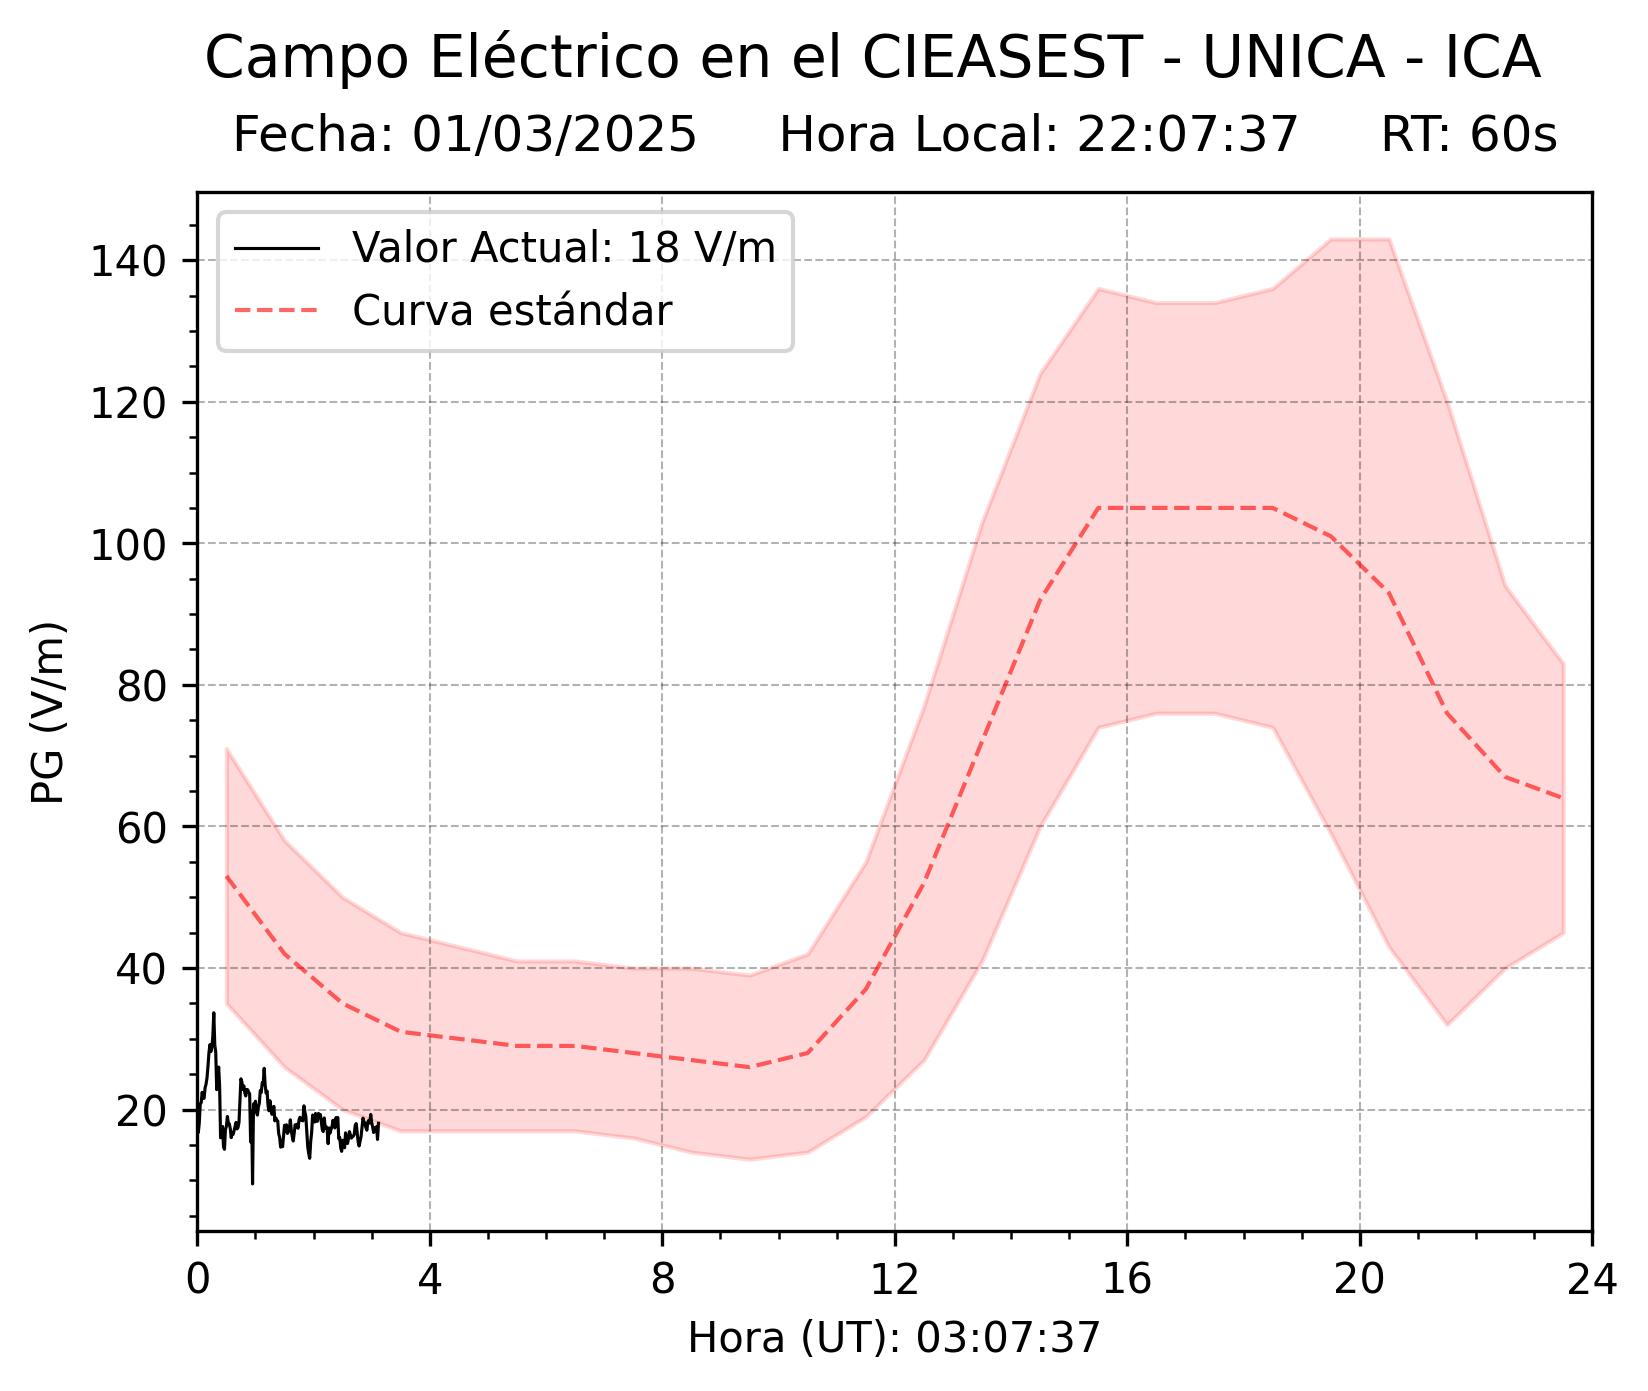 Campo Eléctrico en el CIEASEST - UNICA - ICA
Fecha: 01/03/2025 Hora Local: 22:07:37 RT: 60s
Valor Actual: 18 V/m
Curva estándar
PG (V/m)
140
120
100
80
60
40
20
0 4 8 12 16 20 24
Hora (UT): 03:07:37